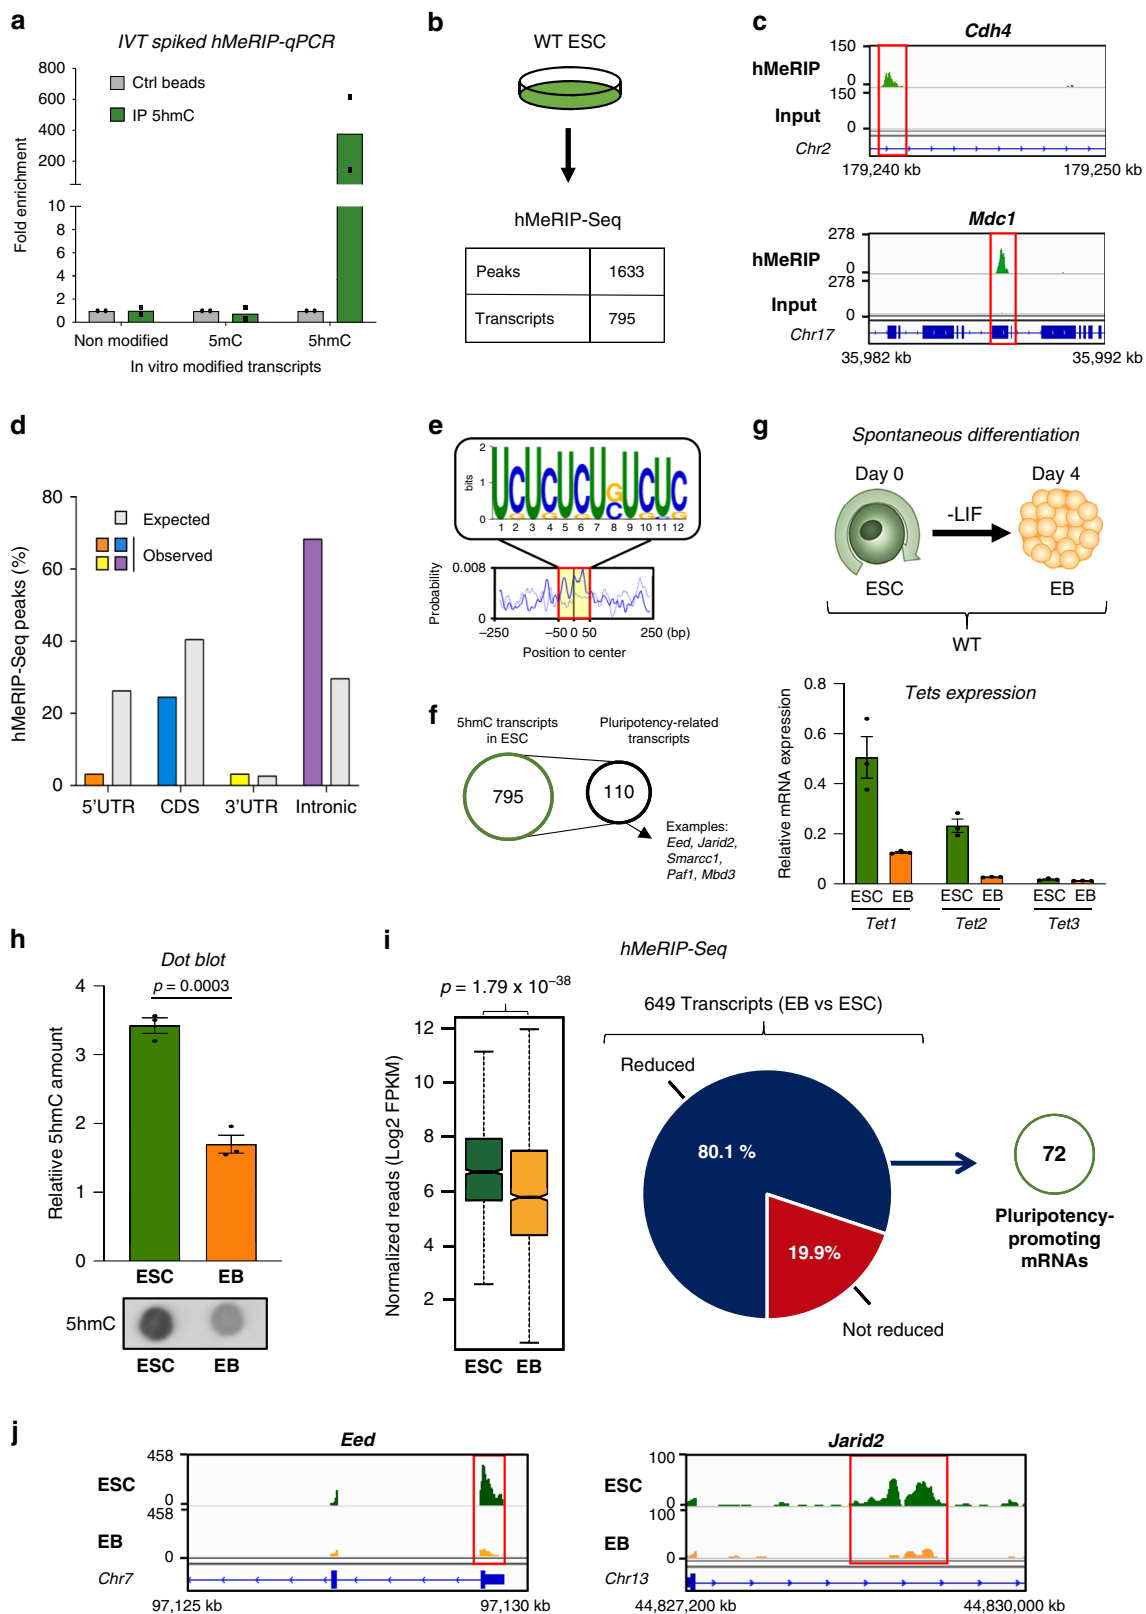 a
IVT spiked hMeRIP-qPCR
800
600
400
200
10
8
6
4
2
0
Fold enrichment
Ctrl beads
IP 5hmC
Non modified
5mC
5hmC
In vitro modified transcripts
b
WT ESC
hMeRIP-Seq
Peaks 1633
Transcripts 795
c
Cdh4
150
hMeRIP
0
150
Input
0
Chr2
179,240 kb
179,250 kb
Mdc1
278
hMeRIP
0
278
Input
0
Chr17
35,982 kb
35,992 kb
d
80
60
40
20
0
hMeRIP-Seq peaks (%)
Expected
Observed
5'UTR
CDS
3'UTR
Intronic
e
2
1
0
bits
UCUCUCUGUCUC
C
1 2 3 4 5 6 7 8 9 10 11 12
0.008
0
Probability
−250
−50 0 50
250 (bp)
Position to center
f
5hmC transcripts
in ESC
Pluripotency-related
transcripts
795
110
Examples:
Eed, Jarid2,
Smarcc1,
Paf1, Mbd3
g
Spontaneous differentiation
Day 0
Day 4
-LIF
ESC
EB
WT
Tets expression
0.8
0.6
0.4
0.2
0
Relative mRNA expression
ESC EB
ESC EB
ESC EB
Tet1
Tet2
Tet3
h
Dot blot
p = 0.0003
4
3
2
1
0
Relative 5hmC amount
ESC
EB
5hmC
ESC
EB
i
hMeRIP-Seq
p = 1.79 x 10−38
12
10
8
6
4
2
Normalized reads (Log2 FPKM)
ESC EB
649 Transcripts (EB vs ESC)
Reduced
80.1 %
19.9%
Not reduced
72
Pluripotency-
promoting
mRNAs
j
Eed
458
ESC
0
458
EB
0
Chr7
97,125 kb
97,130 kb
Jarid2
100
ESC
0
100
EB
0
Chr13
44,827,200 kb
44,830,000 kb